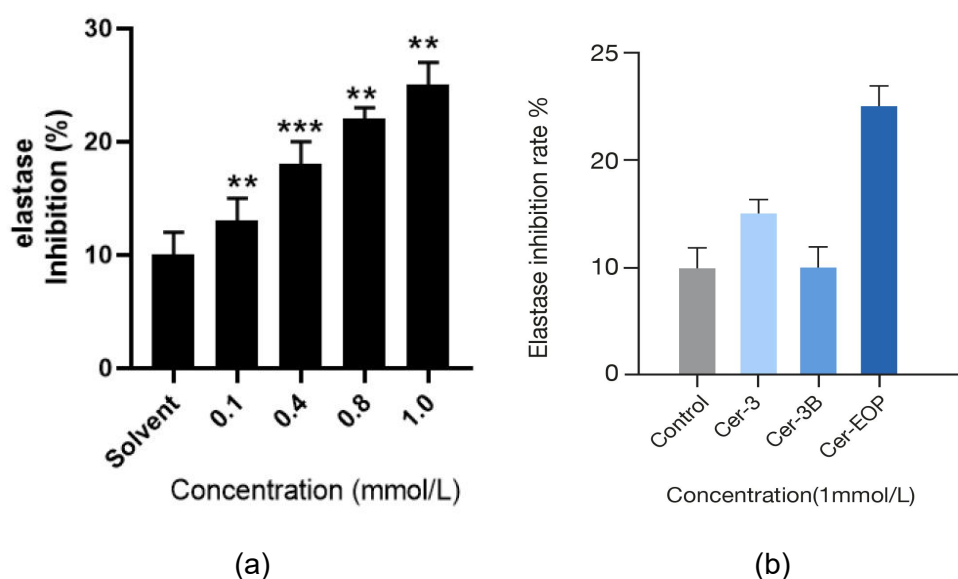 elastase
Inhibition (%)
30
20
10
0
**
***
**
**
Solvent
0.1
0.4
0.8
1.0
Concentration (mmol/L)
(a)
Elastase inhibition rate %
25
20
10
0
Control
Cer-3
Cer-3B
Cer-EOP
Concentration(1mmol/L)
(b)